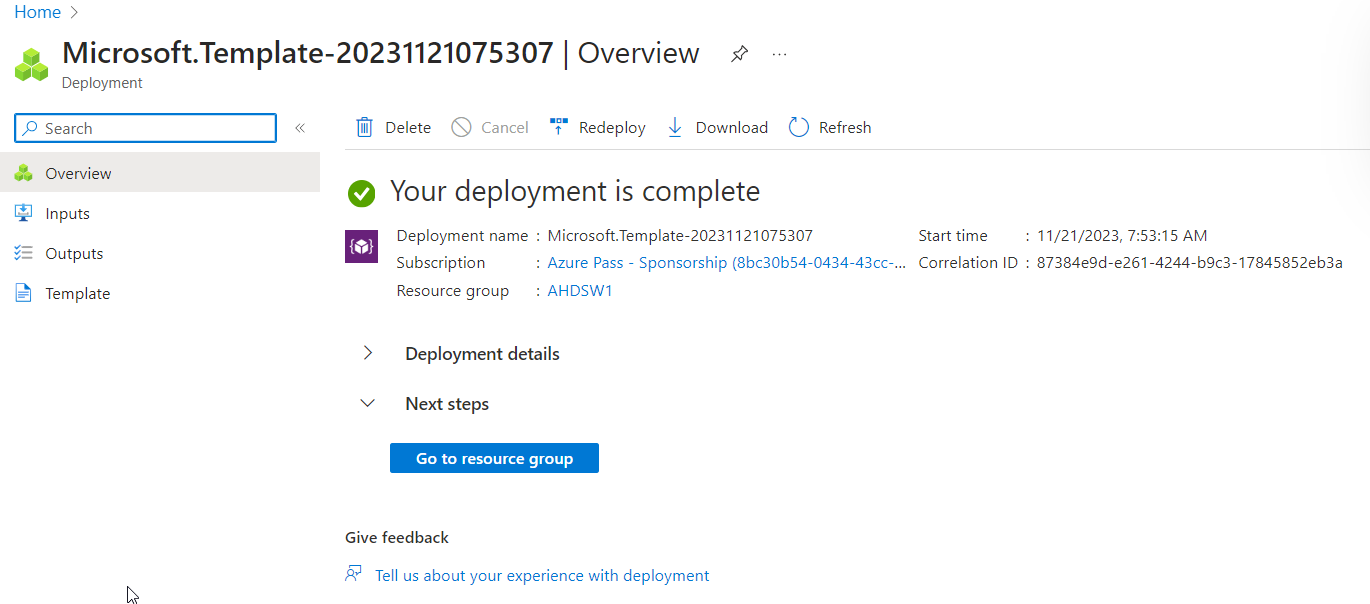 Home >
Microsoft.Template-20231121075307 | Overview ...
Deployment
Search «
Delete Cancel Redeploy Download Refresh
Overview
Inputs
Outputs
Template
Your deployment is complete
Deployment name : Microsoft.Template-20231121075307 Start time : 11/21/2023, 7:53:15 AM
Subscription : Azure Pass - Sponsorship (8bc30b54-0434-43cc-... Correlation ID : 87384e9d-e261-4244-b9c3-17845852eb3a
Resource group : AHDSW1
Deployment details
Next steps
Go to resource group
Give feedback
Tell us about your experience with deployment